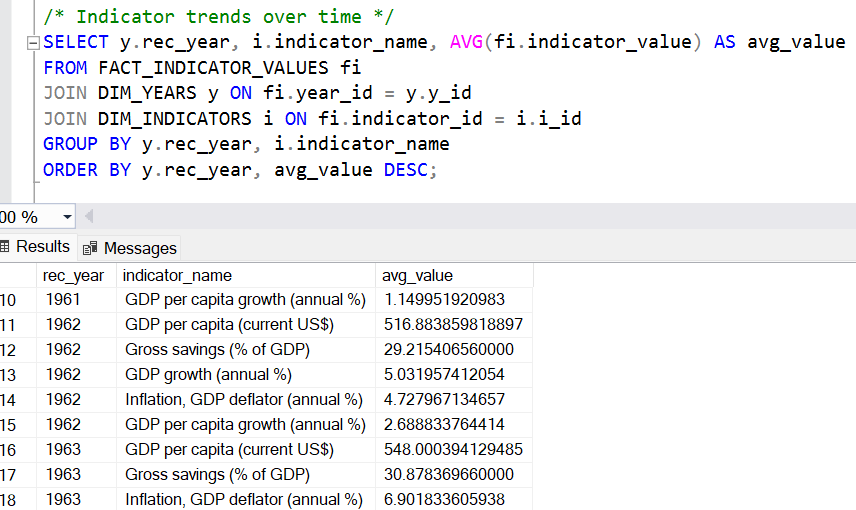 /* Indicator trends over time */
SELECT y.rec_year, i.indicator_name, AVG(fi.indicator_value) AS avg_value
FROM FACT_INDICATOR_VALUES fi
JOIN DIM_YEARS y ON fi.year_id = y.y_id
JOIN DIM_INDICATORS i ON fi.indicator_id = i.i_id
GROUP BY y.rec_year, i.indicator_name
ORDER BY y.rec_year, avg_value DESC;
00 %
Results Messages
rec_year indicator_name avg_value
10 1961 GDP per capita growth (annual %) 1.149951920983
11 1962 GDP per capita (current US$) 516.883859818897
12 1962 Gross savings (% of GDP) 29.215406560000
13 1962 GDP growth (annual %) 5.031957412054
14 1962 Inflation, GDP deflator (annual %) 4.727967134657
15 1962 GDP per capita growth (annual %) 2.688833764414
16 1963 GDP per capita (current US$) 548.000394129485
17 1963 Gross savings (% of GDP) 30.878369660000
18 1963 Inflation, GDP deflator (annual %) 6.901833605938